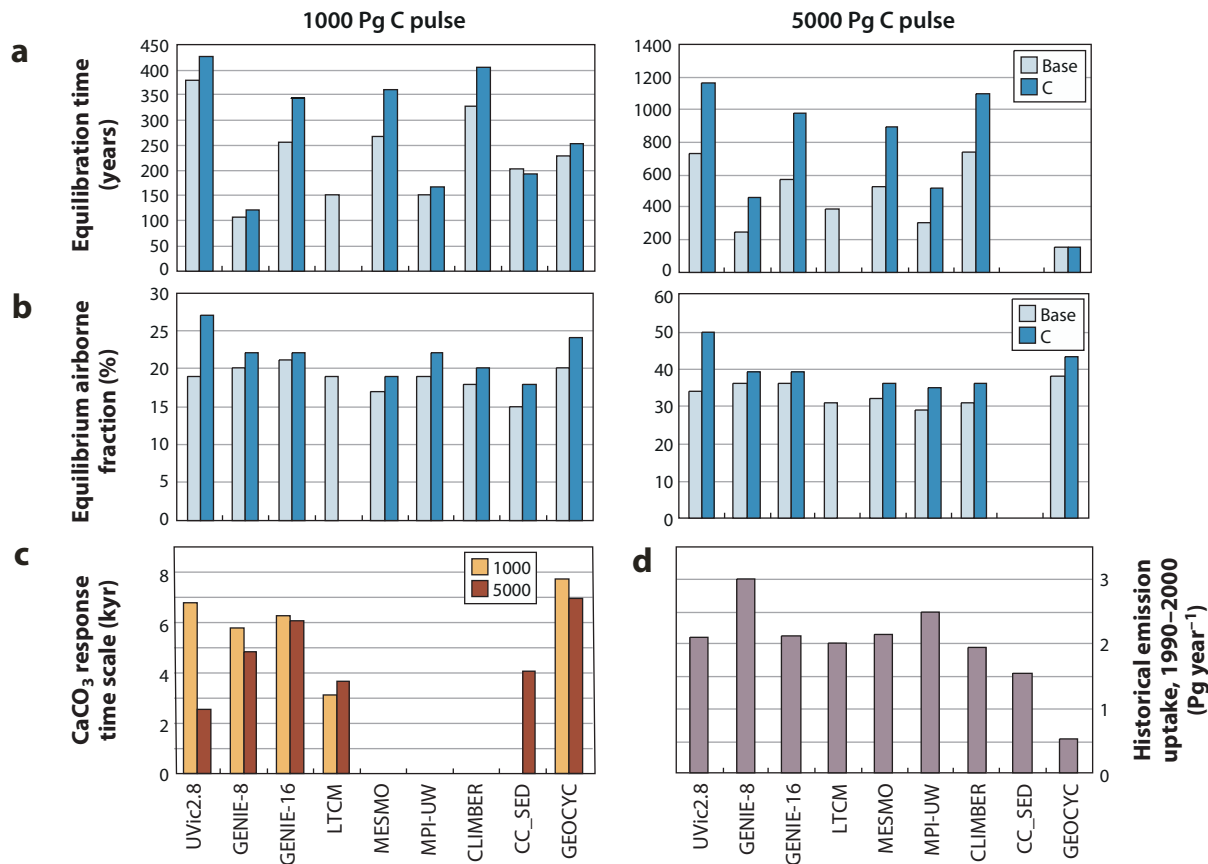 1000 Pg C pulse
5000 Pg C pulse
a
Equilibration time
(years)
450
400
350
300
250
200
150
100
50
0
1400
1200
1000
800
600
400
200
0
Base
C
b
Equilibrium airborne
fraction (%)
30
25
20
15
10
5
0
60
50
40
30
20
10
0
Base
C
c
CaCO₃ response
time scale (kyr)
8
6
4
2
0
1000
5000
d
3
2
1
0
Historical emission
uptake, 1990–2000
(Pg year⁻¹)
UVic2.8
GENIE-8
GENIE-16
LTCM
MESMO
MPI-UW
CLIMBER
CC_SED
GEOCYC
UVic2.8
GENIE-8
GENIE-16
LTCM
MESMO
MPI-UW
CLIMBER
CC_SED
GEOCYC